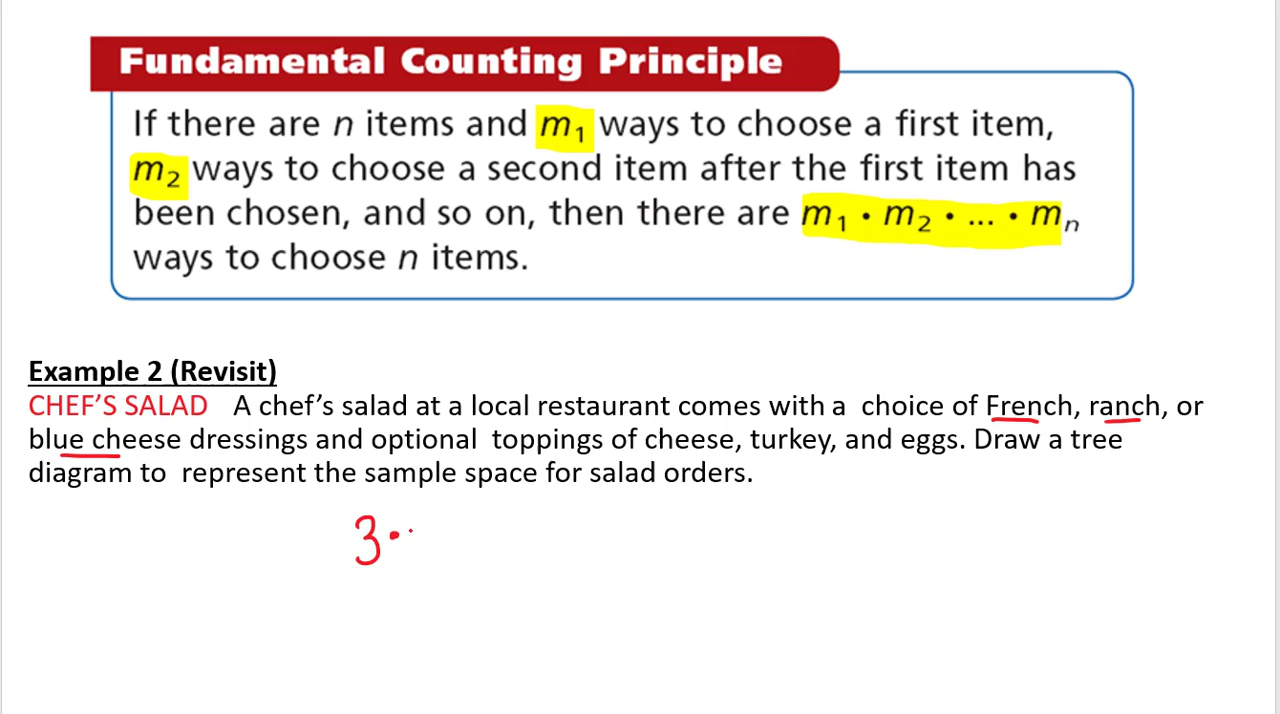 Fundamental Counting Principle
If there are n items and m₁ ways to choose a first item,
m₂ ways to choose a second item after the first item has
been chosen, and so on, then there are m₁ • m₂ • ... • mₙ
ways to choose n items.
Example 2 (Revisit)
CHEF’S SALAD A chef’s salad at a local restaurant comes with a choice of French, ranch, or
blue cheese dressings and optional toppings of cheese, turkey, and eggs. Draw a tree
diagram to represent the sample space for salad orders.
3 •